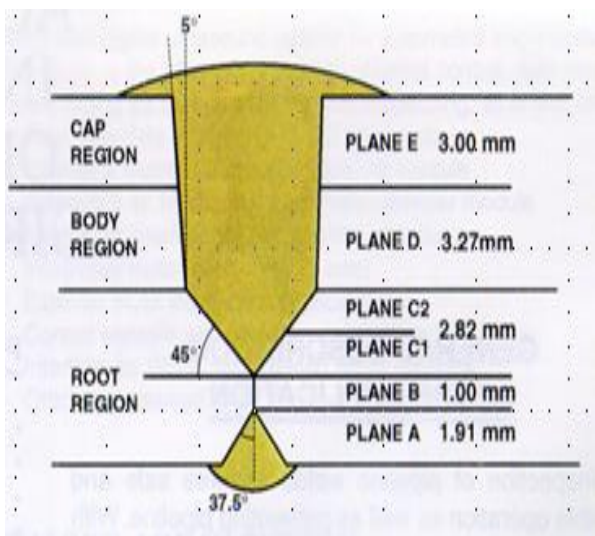 5°
CAP
REGION
PLANE E 3.00 mm
BODY
REGION
PLANE D. 3.27mm.
PLANE C2
2.82 mm
PLANE C1
45°
ROOT
REGION
PLANE B 1.00 mm
PLANE A 1.91 mm
37.5°